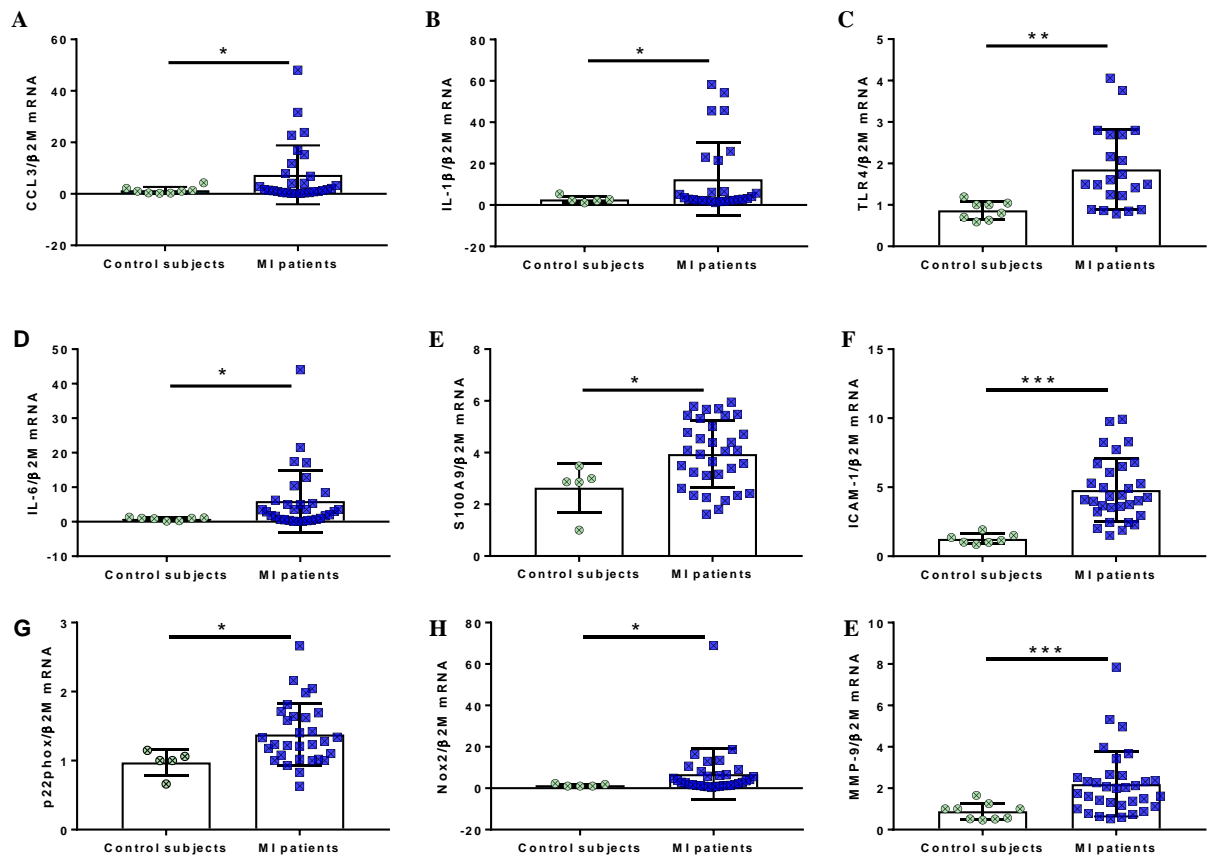 A
CCL3/β2M mRNA
60
40
20
0
-20
*
Control subjects
MI patients
B
IL-1β/β2M mRNA
80
60
40
20
0
-20
*
Control subjects
MI patients
C
TLR4/β2M mRNA
5
4
3
2
1
0
**
Control subjects
MI patients
D
IL-6/β2M mRNA
50
40
30
20
10
0
-10
*
Control subjects
MI patients
E
S100A9/β2M mRNA
8
6
4
2
0
*
Control subjects
MI patients
F
ICAM-1/β2M mRNA
15
10
5
0
***
Control subjects
MI patients
G
p22phox/β2M mRNA
3
2
1
0
*
Control subjects
MI patients
H
Nox2/β2M mRNA
80
60
40
20
0
-20
*
Control subjects
MI patients
E
MMP-9/β2M mRNA
10
8
6
4
2
0
***
Control subjects
MI patients